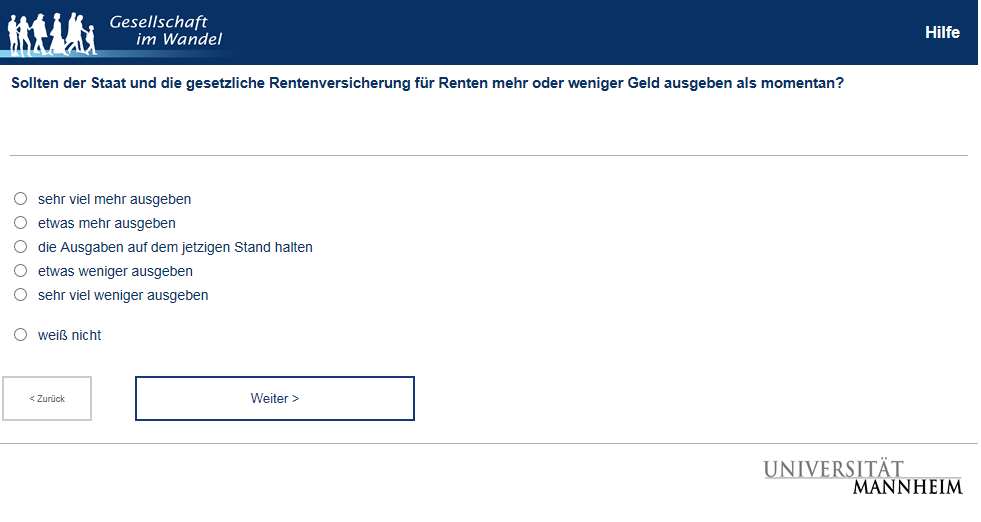 Gesellschaft
im Wandel
Hilfe
Sollten der Staat und die gesetzliche Rentenversicherung für Renten mehr oder weniger Geld ausgeben als momentan?
sehr viel mehr ausgeben
etwas mehr ausgeben
die Ausgaben auf dem jetzigen Stand halten
etwas weniger ausgeben
sehr viel weniger ausgeben
weiß nicht
< Zurück
Weiter >
UNIVERSITÄT
MANNHEIM